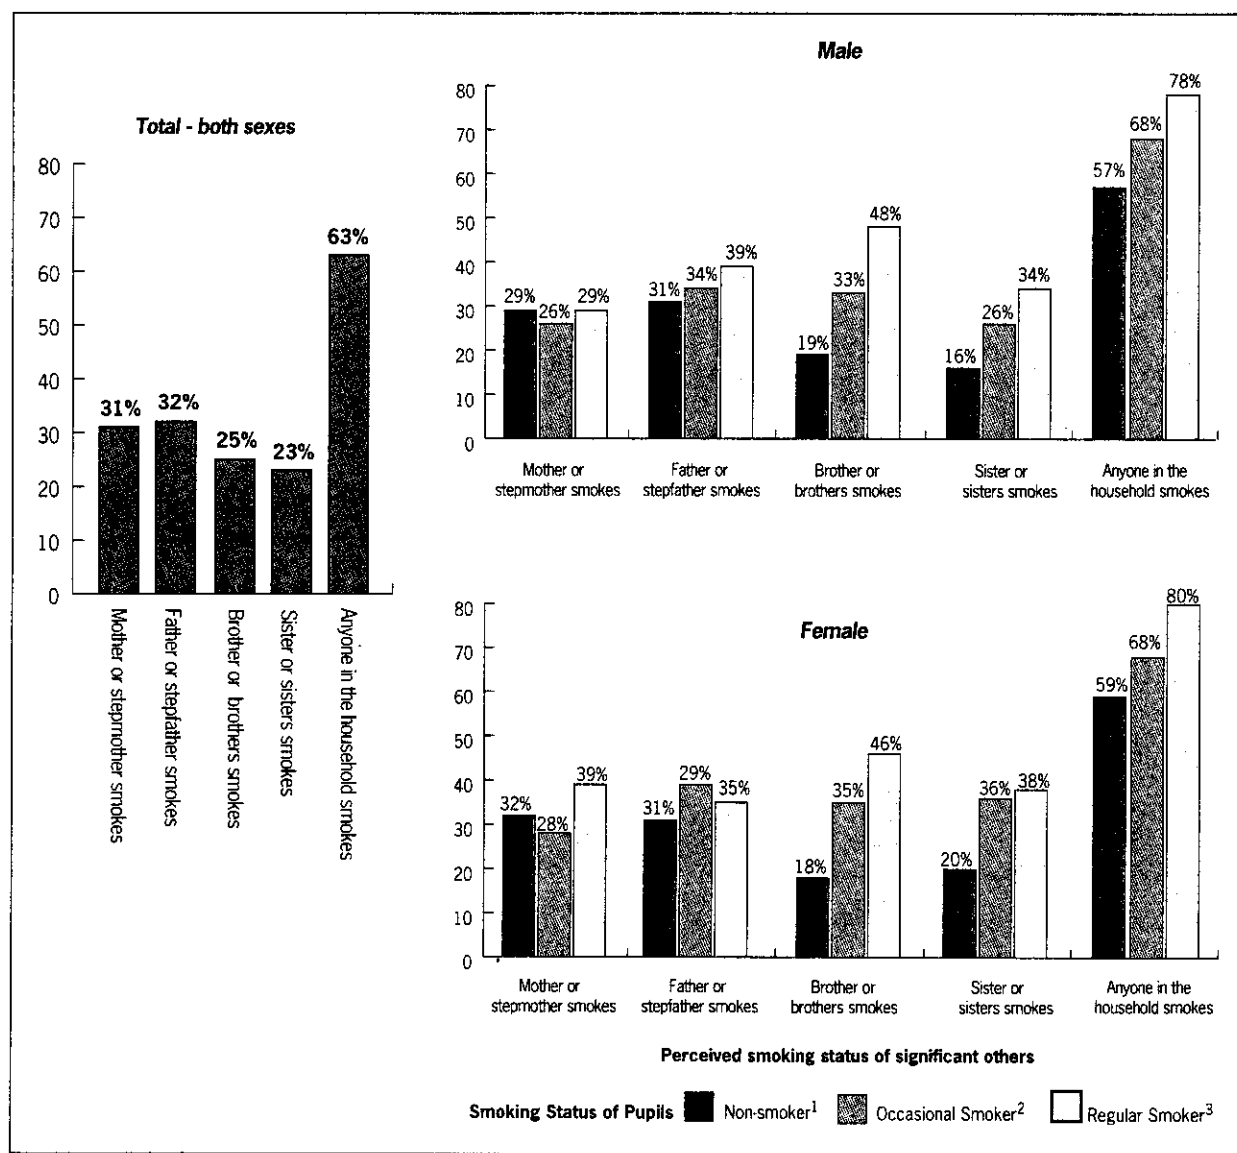 Total - both sexes
80
70
60
50
40
30
20
10
0
31%
32%
25%
23%
63%
Mother or stepmother smokes
Father or stepfather smokes
Brother or brothers smokes
Sister or sisters smokes
Anyone in the household smokes
Male
80
70
60
50
40
30
20
10
0
29%
26%
29%
31%
34%
39%
19%
33%
48%
16%
26%
34%
57%
68%
78%
Mother or
stepmother smokes
Father or
stepfather smokes
Brother or
brothers smokes
Sister or
sisters smokes
Anyone in the
household smokes
Female
80
70
60
50
40
30
20
10
0
32%
28%
39%
31%
29%
35%
18%
35%
46%
20%
36%
38%
59%
68%
80%
Mother or
stepmother smokes
Father or
stepfather smokes
Brother or
brothers smokes
Sister or
sisters smokes
Anyone in the
household smokes
Perceived smoking status of significant others
Smoking Status of Pupils Non-smoker¹ Occasional Smoker² Regular Smoker³